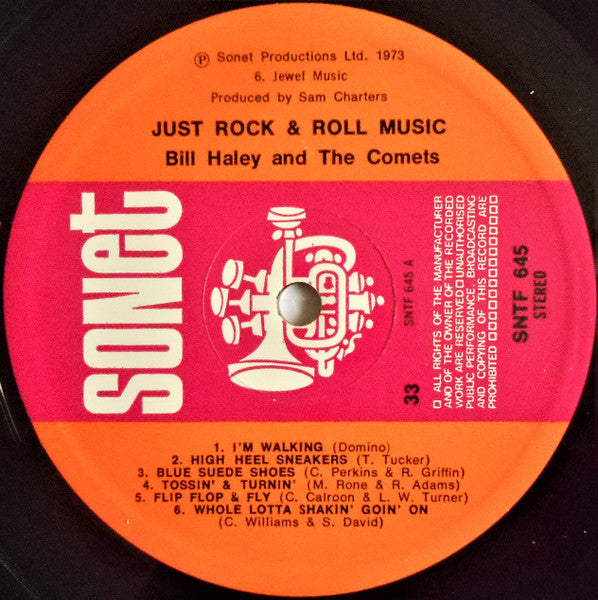 ℗ Sonet Productions Ltd. 1973
6. Jewel Music
Produced by Sam Charters
JUST ROCK & ROLL MUSIC
Bill Haley and The Comets
sonet
SNTF 645 A
33
□ ALL RIGHTS OF THE MANUFACTURER
AND OF THE OWNER OF THE RECORDED
WORK ARE RESERVED □ UNAUTHORISED
PUBLIC PERFORMANCE, BROADCASTING
AND COPYING OF THIS RECORD ARE
PROHIBITED □□□□□□□□□□□□□□
SNTF 645
STEREO
1. I'M WALKING (Domino)
2. HIGH HEEL SNEAKERS (T. Tucker)
3. BLUE SUEDE SHOES (C. Perkins & R. Griffin)
4. TOSSIN' & TURNIN' (M. Rone & R. Adams)
5. FLIP FLOP & FLY (C. Calroon & L. W. Turner)
6. WHOLE LOTTA SHAKIN' GOIN' ON
(C. Williams & S. David)